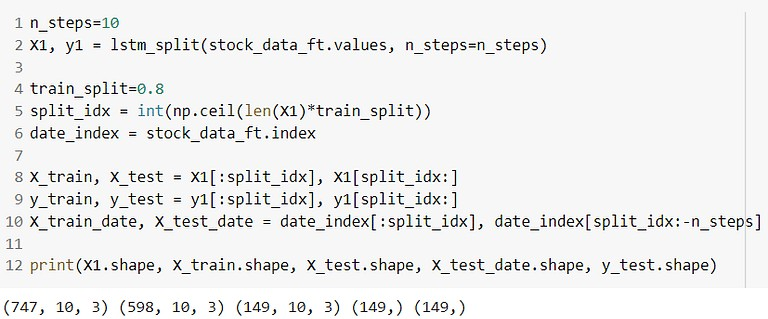 1 n_steps=10
2 X1, y1 = lstm_split(stock_data_ft.values, n_steps=n_steps)
3
4 train_split=0.8
5 split_idx = int(np.ceil(len(X1)*train_split))
6 date_index = stock_data_ft.index
7
8 X_train, X_test = X1[:split_idx], X1[split_idx:]
9 y_train, y_test = y1[:split_idx], y1[split_idx:]
10 X_train_date, X_test_date = date_index[:split_idx], date_index[split_idx:-n_steps]
11
12 print(X1.shape, X_train.shape, X_test.shape, X_test_date.shape, y_test.shape)
(747, 10, 3) (598, 10, 3) (149, 10, 3) (149,) (149,)